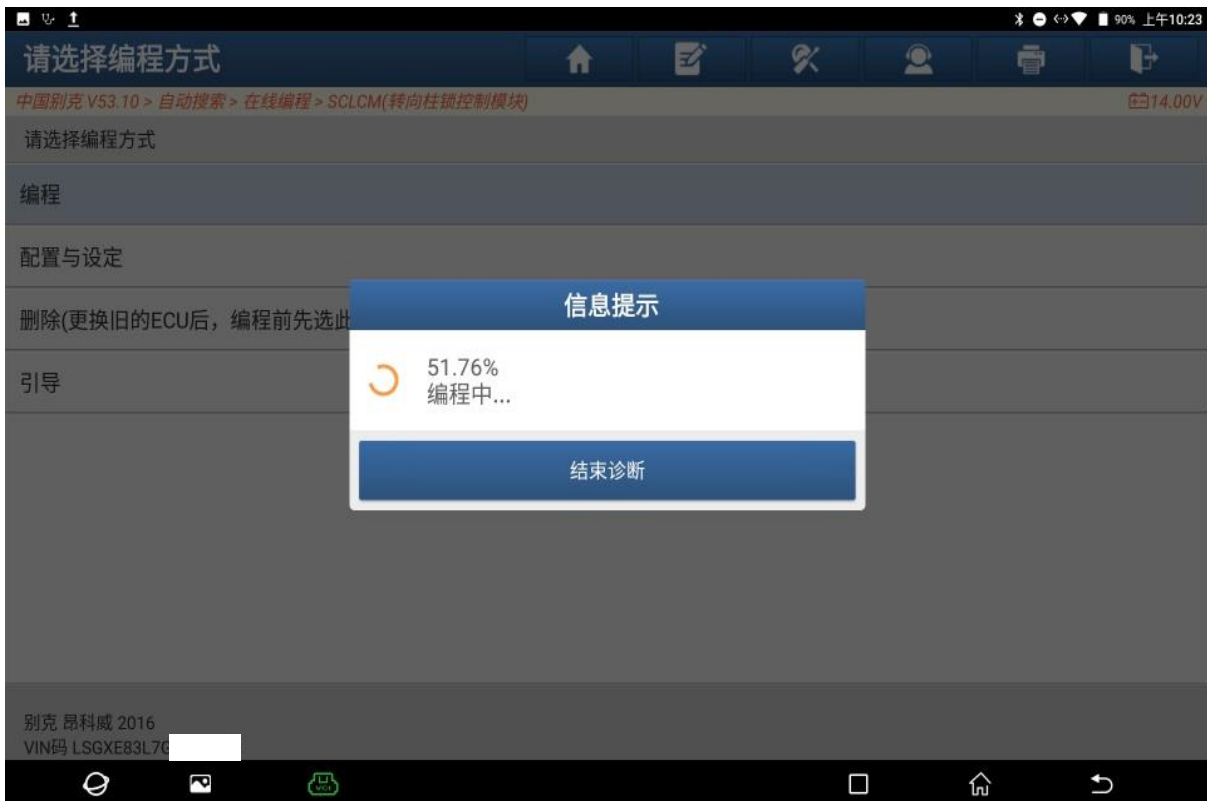 90% 上午10:23
请选择编程方式
中国别克 V53.10 > 自动搜索 > 在线编程 > SCLCM(转向柱锁控制模块)
14.00V
请选择编程方式
编程
配置与设定
删除(更换旧的ECU后，编程前先选此
引导
信息提示
51.76%
编程中...
结束诊断
别克 昂科威 2016
VIN码 LSGXE83L7G
VCI